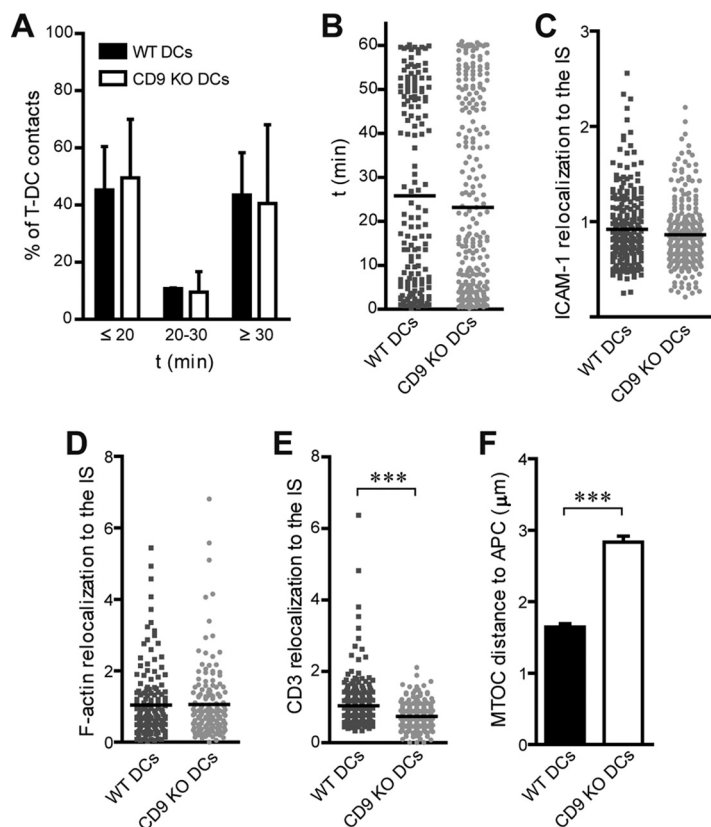 A
% of T-DC contacts
100
80
60
40
20
0
WT DCs
CD9 KO DCs
≤ 20 20-30 ≥ 30
t (min)
B
t (min)
60
50
40
30
20
10
0
WT DCs
CD9 KO DCs
C
ICAM-1 relocalization to the IS
3
2
1
0
WT DCs
CD9 KO DCs
D
F-actin relocalization to the IS
8
6
4
2
0
WT DCs
CD9 KO DCs
E
CD3 relocalization to the IS
8
6
4
2
0
***
WT DCs
CD9 KO DCs
F
MTOC distance to APC (μm)
4
3
2
1
0
***
WT DCs
CD9 KO DCs